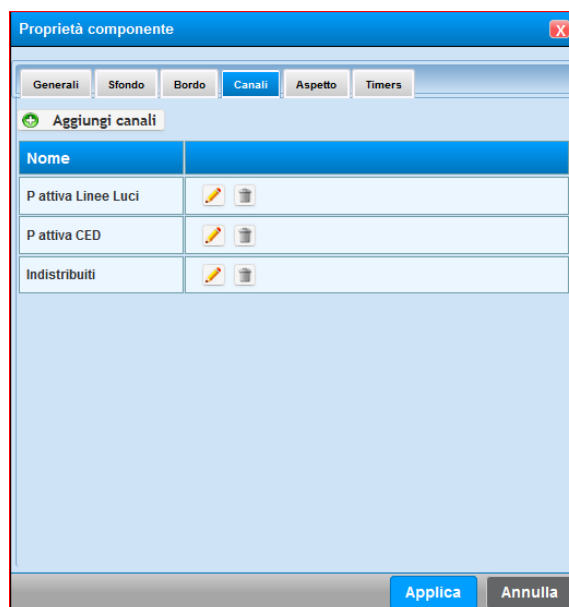 Proprietà componente
X
Generali Sfondo Bordo Canali Aspetto Timers
Aggiungi canali
Nome
P attiva Linee Luci
P attiva CED
Indistribuiti
Applica Annulla